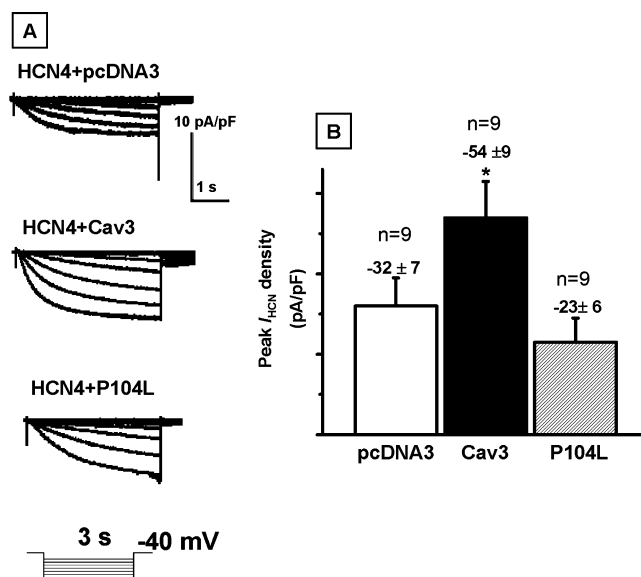 A
HCN4+pcDNA3
10 pA/pF
1 s
HCN4+Cav3
HCN4+P104L
3 s -40 mV
B
n=9
-32 ± 7
n=9
-54 ±9
*
n=9
-23± 6
Peak IHCN density
(pA/pF)
pcDNA3 Cav3 P104L